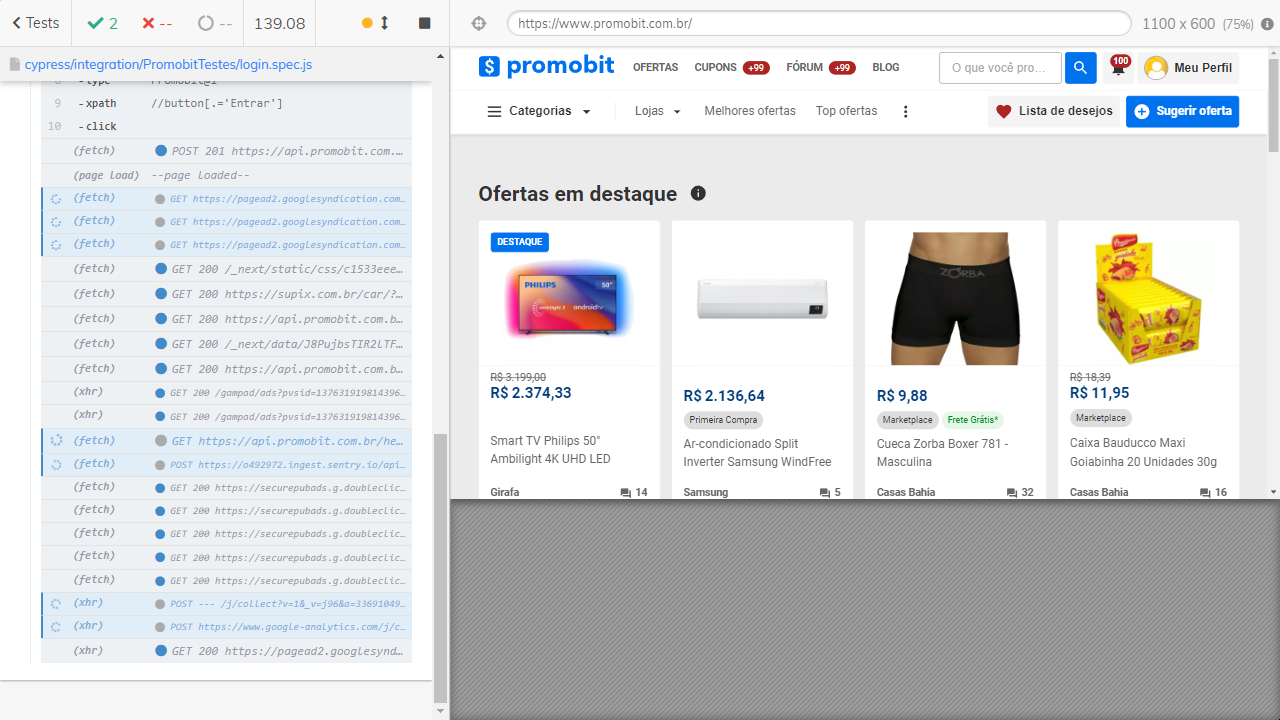 Tests
2
--
--
139.08
https://www.promobit.com.br/
1100 x 600 (75%)
cypress/integration/PromobitTestes/login.spec.js
9 -xpath //button[.='Entrar']
10 -click
(fetch) POST 201 https://api.promobit.com.…
(page load) --page loaded--
(fetch) GET https://pagead2.googlesyndication.com…
(fetch) GET https://pagead2.googlesyndication.com…
(fetch) GET https://pagead2.googlesyndication.com…
(fetch) GET 200 /_next/static/css/c1533eee…
(fetch) GET 200 https://supix.com.br/car/?…
(fetch) GET 200 https://api.promobit.com.b…
(fetch) GET 200 /_next/data/J8PujbsTIR2lTF…
(fetch) GET 200 https://api.promobit.com.b…
(xhr) GET 200 /gampad/ads?pvsid=137631919814396…
(xhr) GET 200 /gampad/ads?pvsid=137631919814396…
(fetch) GET https://api.promobit.com.br/he…
(fetch) POST https://o492972.ingest.sentry.io/api…
(fetch) GET 200 https://securepubads.g.doubleclic…
(fetch) GET 200 https://securepubads.g.doubleclic…
(fetch) GET 200 https://securepubads.g.doubleclic…
(fetch) GET 200 https://securepubads.g.doubleclic…
(fetch) GET 200 https://securepubads.g.doubleclic…
(xhr) POST --- /j/collect?v=1&_v=j96&a=33691049…
(xhr) POST https://www.google-analytics.com/j/c…
(xhr) GET 200 https://pagead2.googlesynd…
promobit
OFERTAS
CUPONS +99
FÓRUM +99
BLOG
O que você pro…
100
Meu Perfil
Categorias
Lojas
Melhores ofertas
Top ofertas
Lista de desejos
Sugerir oferta
Ofertas em destaque
DESTAQUE
PHILIPS
50"
ambilight 3
androidtv
R$ 3.199,00
R$ 2.374,33
Smart TV Philips 50"
Ambilight 4K UHD LED
Girafa 14
R$ 2.136,64
Primeira Compra
Ar-condicionado Split
Inverter Samsung WindFree
Samsung 5
ZORBA
R$ 9,88
Marketplace Frete Grátis*
Cueca Zorba Boxer 781 -
Masculina
Casas Bahia 32
Bauducco
R$ 18,39
R$ 11,95
Marketplace
Caixa Bauducco Maxi
Goiabinha 20 Unidades 30g
Casas Bahia 16